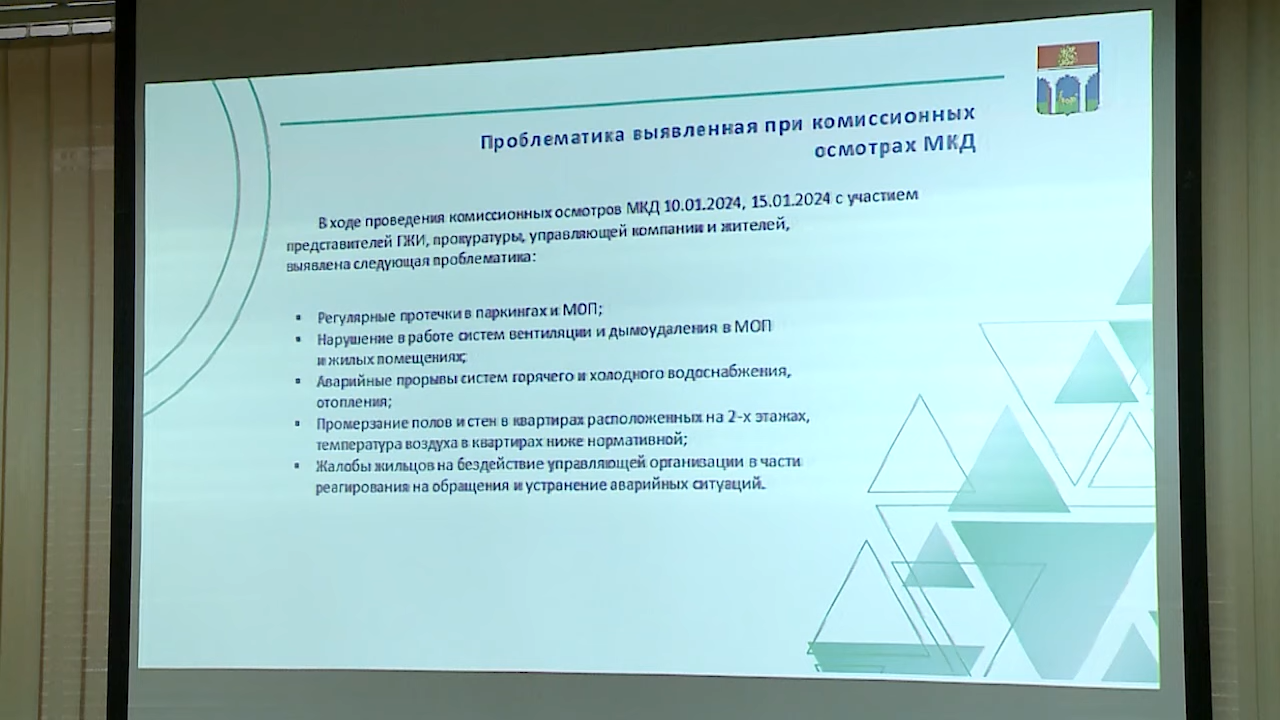 Проблематика выявленная при комиссионных
осмотрах МКД
В ходе проведения комиссионных осмотров МКД 10.01.2024, 15.01.2024 с участием
представителей ГЖИ, прокуратуры, управляющей компании и жителей,
выявлена следующая проблематика:
▪ Регулярные протечки в паркингах и МОП;
▪ Нарушение в работе систем вентиляции и дымоудаления в МОП
и жилых помещениях;
▪ Аварийные прорывы систем горячего и холодного водоснабжения,
отопления;
▪ Промерзание полов и стен в квартирах расположенных на 2-х этажах,
температура воздуха в квартирах ниже нормативной;
▪ Жалобы жильцов на бездействие управляющей организации в части
реагирования на обращения и устранение аварийных ситуаций.